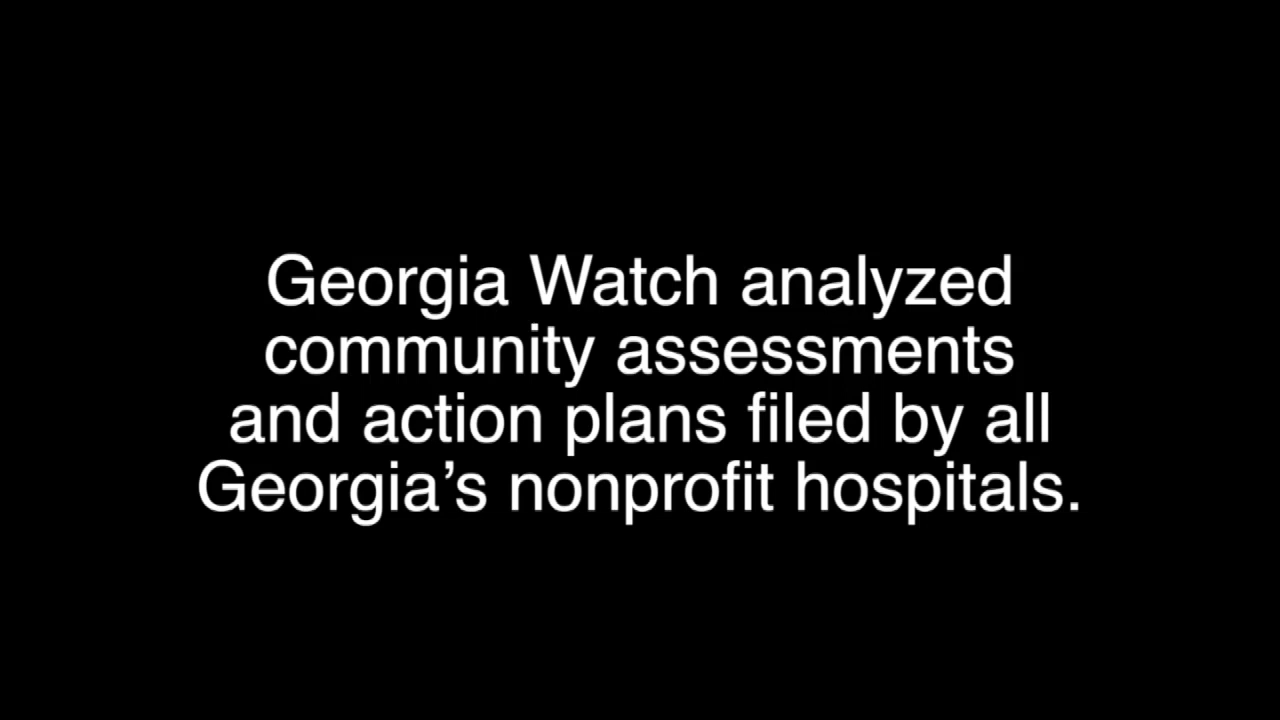 Georgia Watch analyzed
community assessments
and action plans filed by all
Georgia’s nonprofit hospitals.